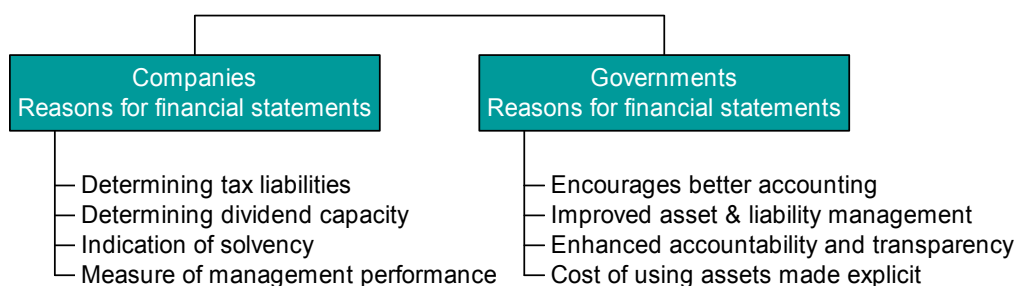 Companies
Reasons for financial statements
Determining tax liabilities
Determining dividend capacity
Indication of solvency
Measure of management performance
Governments
Reasons for financial statements
Encourages better accounting
Improved asset & liability management
Enhanced accountability and transparency
Cost of using assets made explicit